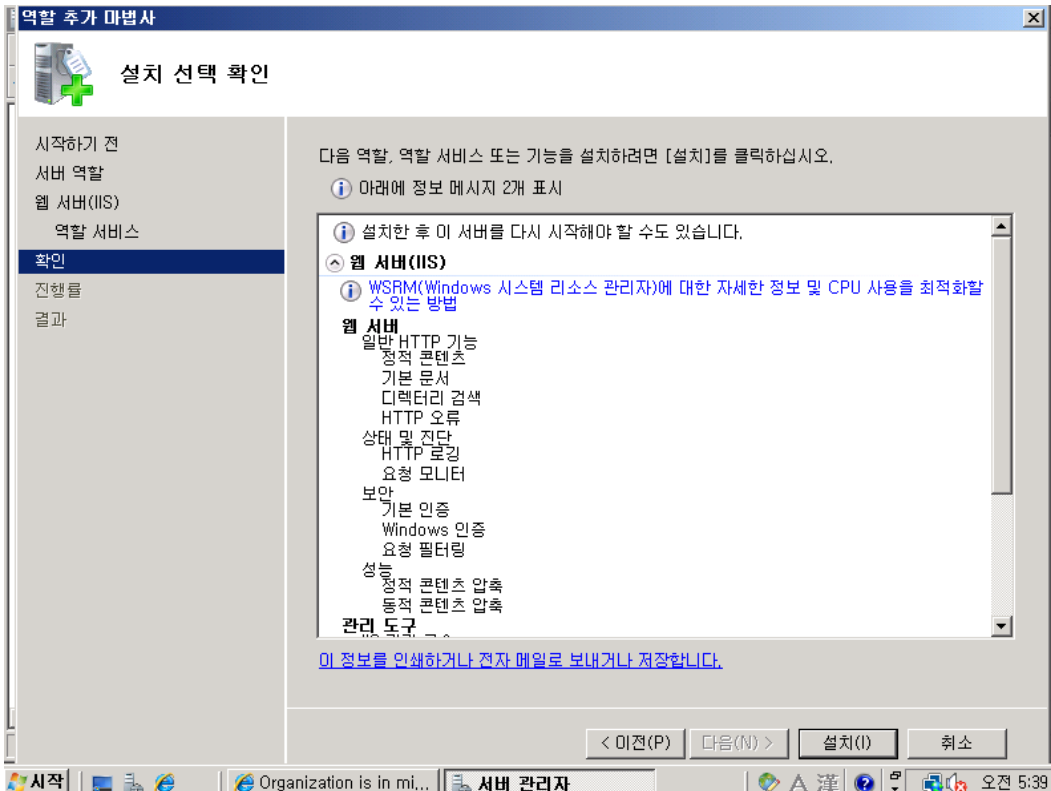 역할 추가 마법사
설치 선택 확인
시작하기 전
서버 역할
웹 서버(IIS)
역할 서비스
확인
진행률
결과
다음 역할, 역할 서비스 또는 기능을 설치하려면 [설치]를 클릭하십시오.
아래에 정보 메시지 2개 표시
설치한 후 이 서버를 다시 시작해야 할 수도 있습니다.
웹 서버(IIS)
WSRM(Windows 시스템 리소스 관리자)에 대한 자세한 정보 및 CPU 사용을 최적화할
수 있는 방법
웹 서버
일반 HTTP 기능
정적 콘텐츠
기본 문서
디렉터리 검색
HTTP 오류
상태 및 진단
HTTP 로깅
요청 모니터
보안
기본 인증
Windows 인증
요청 필터링
성능
정적 콘텐츠 압축
동적 콘텐츠 압축
관리 도구
이 정보를 인쇄하거나 전자 메일로 보내거나 저장합니다.
< 이전(P) 다음(N) > 설치(I) 취소
시작 Organization is in mi... 서버 관리자 A 漢 오전 5:39